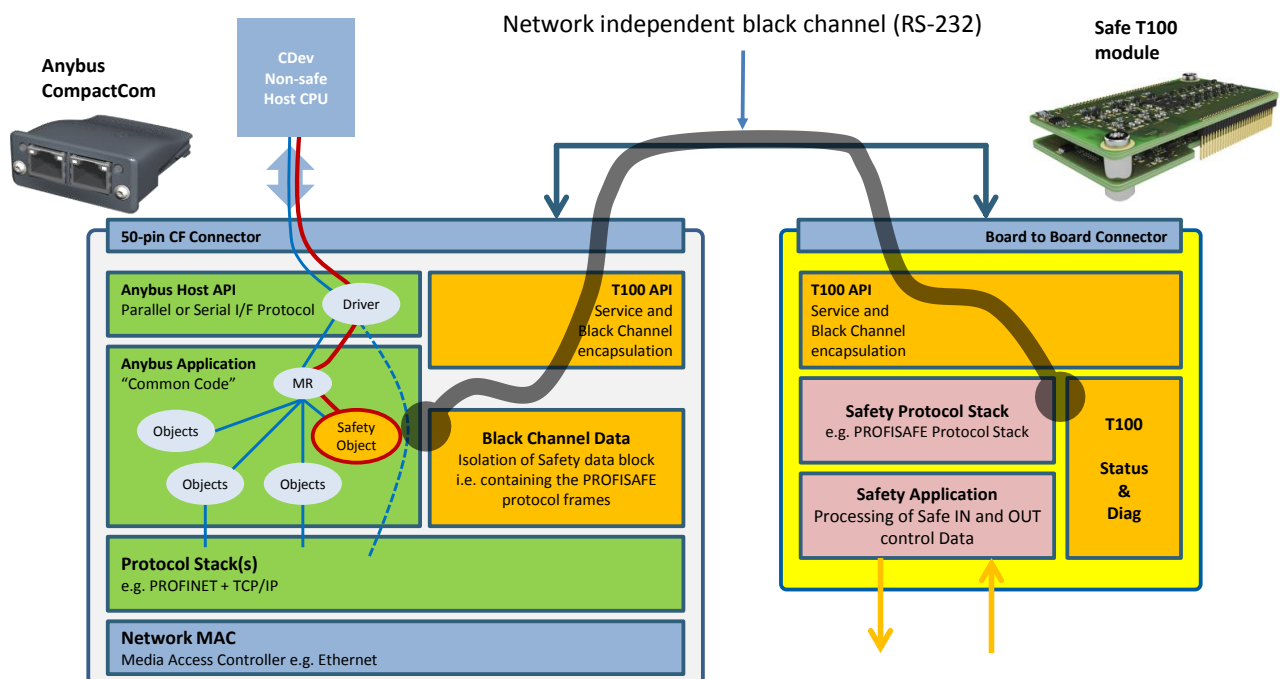 Network independent black channel (RS-232)
Anybus
CompactCom
CDev
Non-safe
Host CPU
Safe T100
module
50-pin CF Connector
Anybus Host API
Parallel or Serial I/F Protocol
Driver
T100 API
Service and
Black Channel
encapsulation
Anybus Application
“Common Code”
MR
Objects
Safety
Object
Objects
Objects
Black Channel Data
Isolation of Safety data block
i.e. containing the PROFISAFE
protocol frames
Protocol Stack(s)
e.g. PROFINET + TCP/IP
Network MAC
Media Access Controller e.g. Ethernet
Board to Board Connector
T100 API
Service and
Black Channel
encapsulation
Safety Protocol Stack
e.g. PROFISAFE Protocol Stack
Safety Application
Processing of Safe IN and OUT
control Data
T100
Status
&
Diag